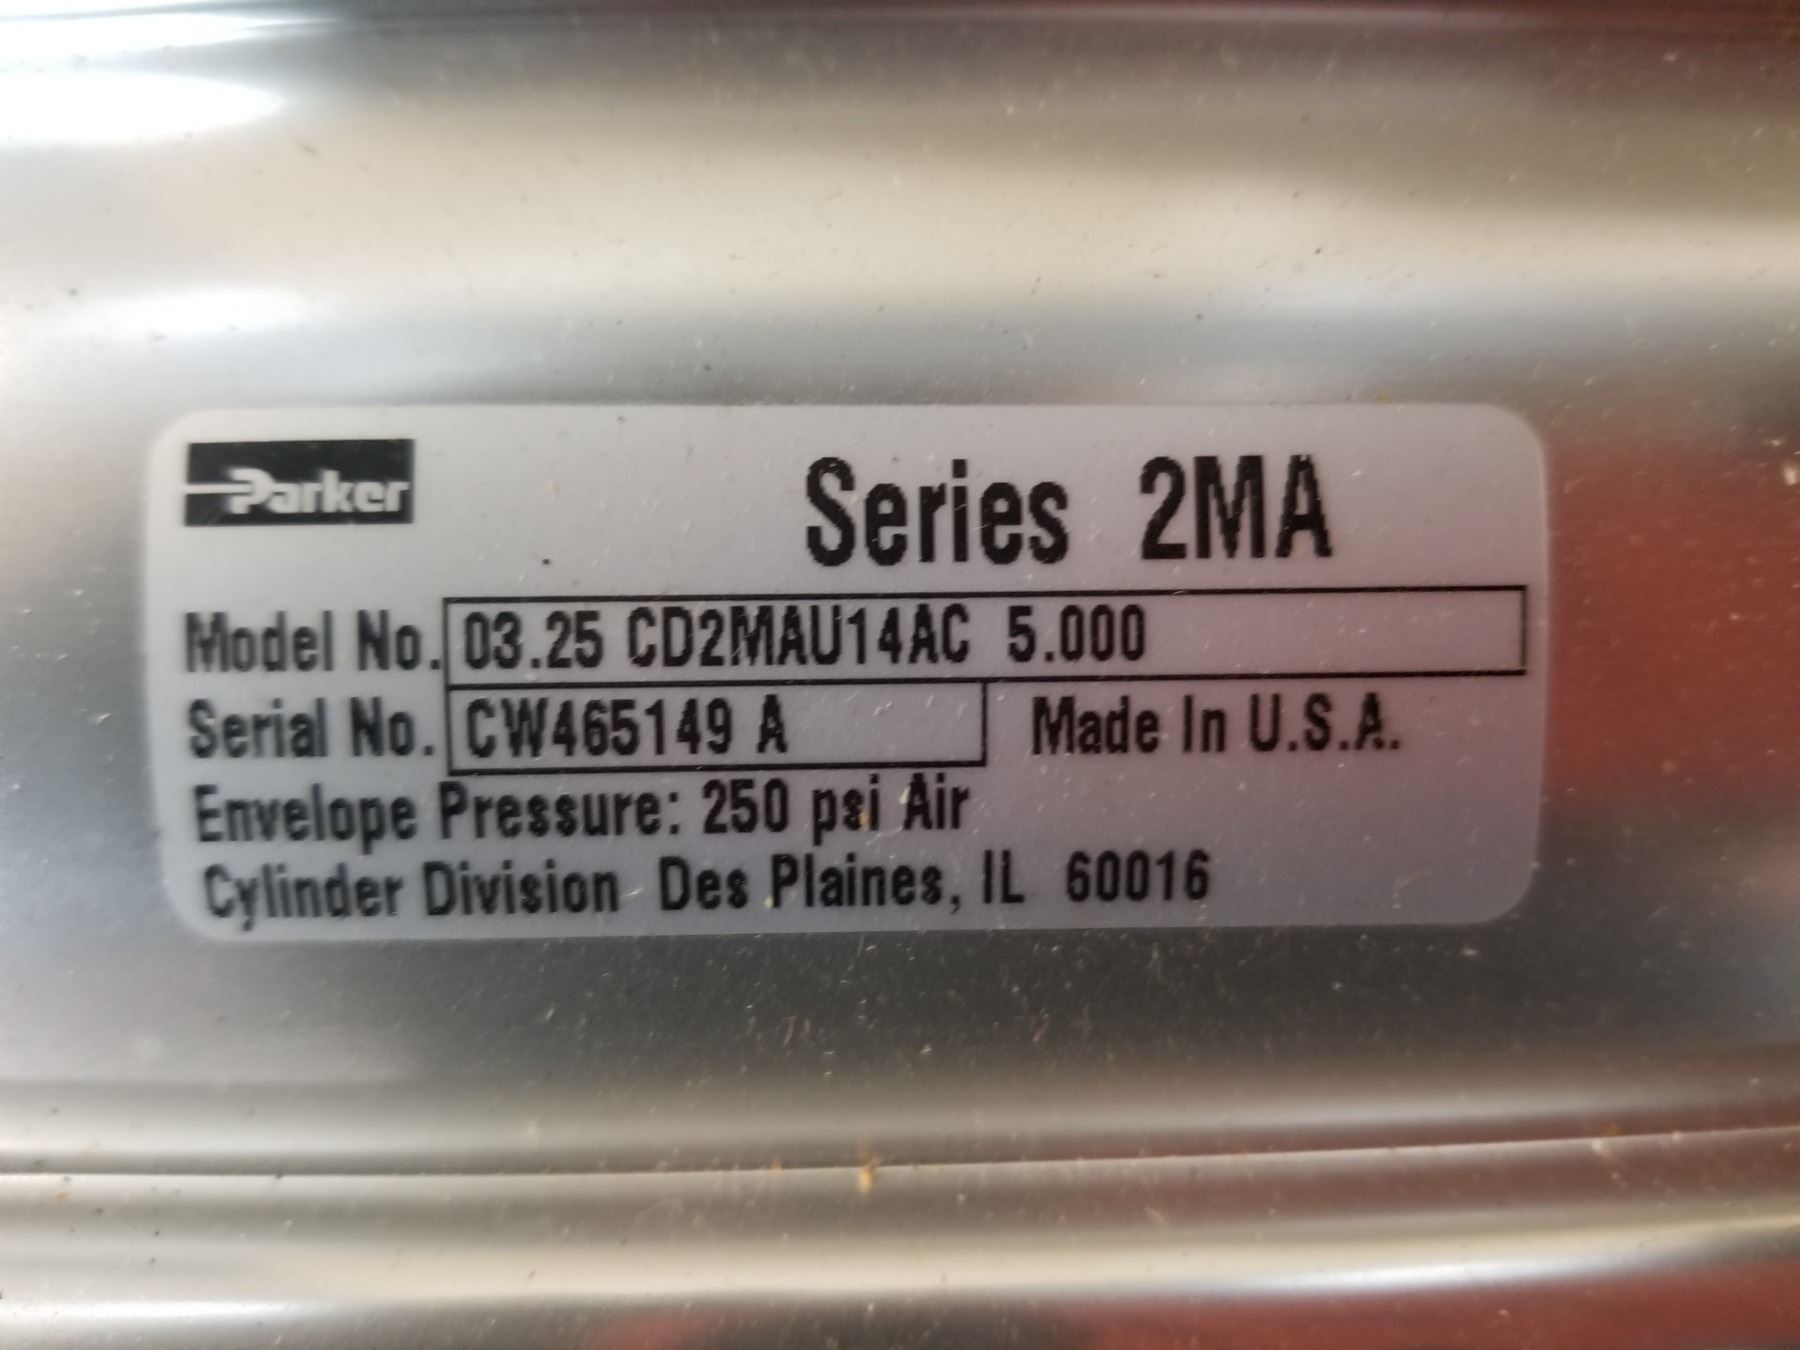 Parker
Series 2MA
Model No. 03.25 CD2MAU14AC 5.000
Serial No. CW465149 A Made In U.S.A.
Envelope Pressure: 250 psi Air
Cylinder Division Des Plaines, IL 60016